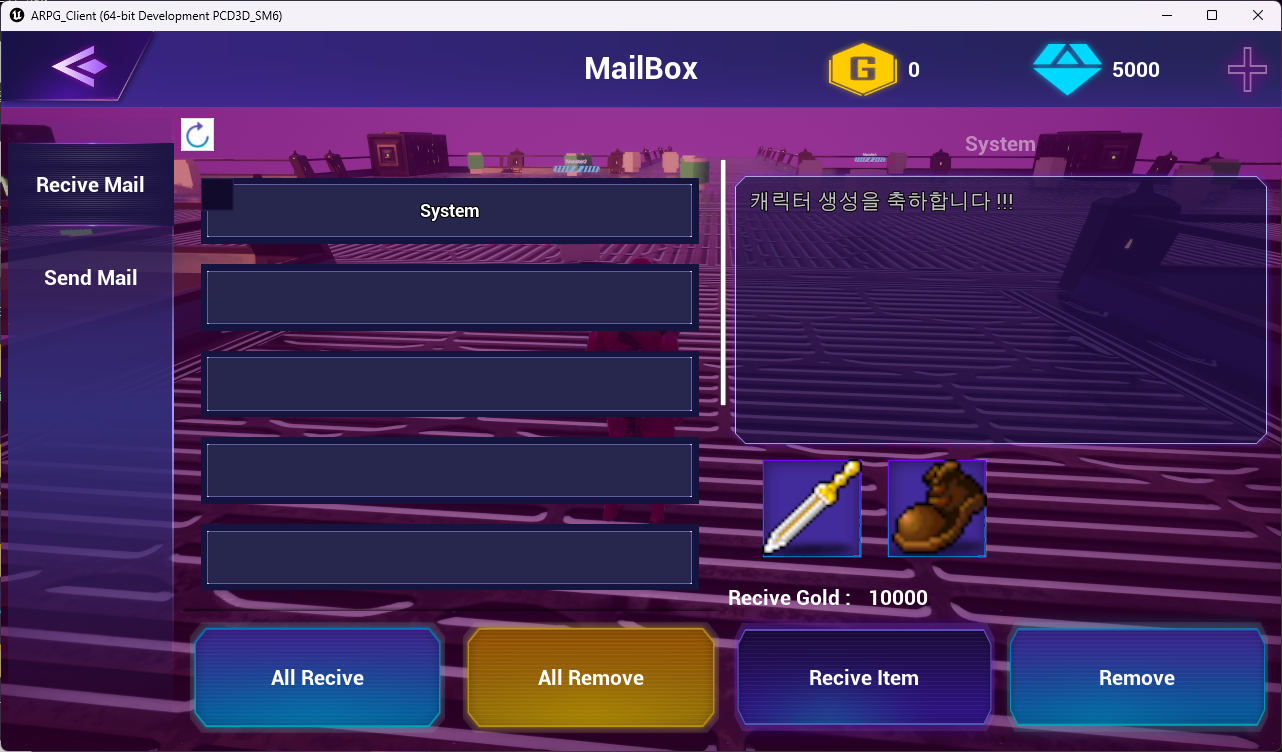 ARPG_Client (64-bit Development PCD3D_SM6)
MailBox
G
0
5000
System
Recive Mail
Send Mail
System
캐릭터 생성을 축하합니다 !!!
Recive Gold : 10000
All Recive
All Remove
Recive Item
Remove